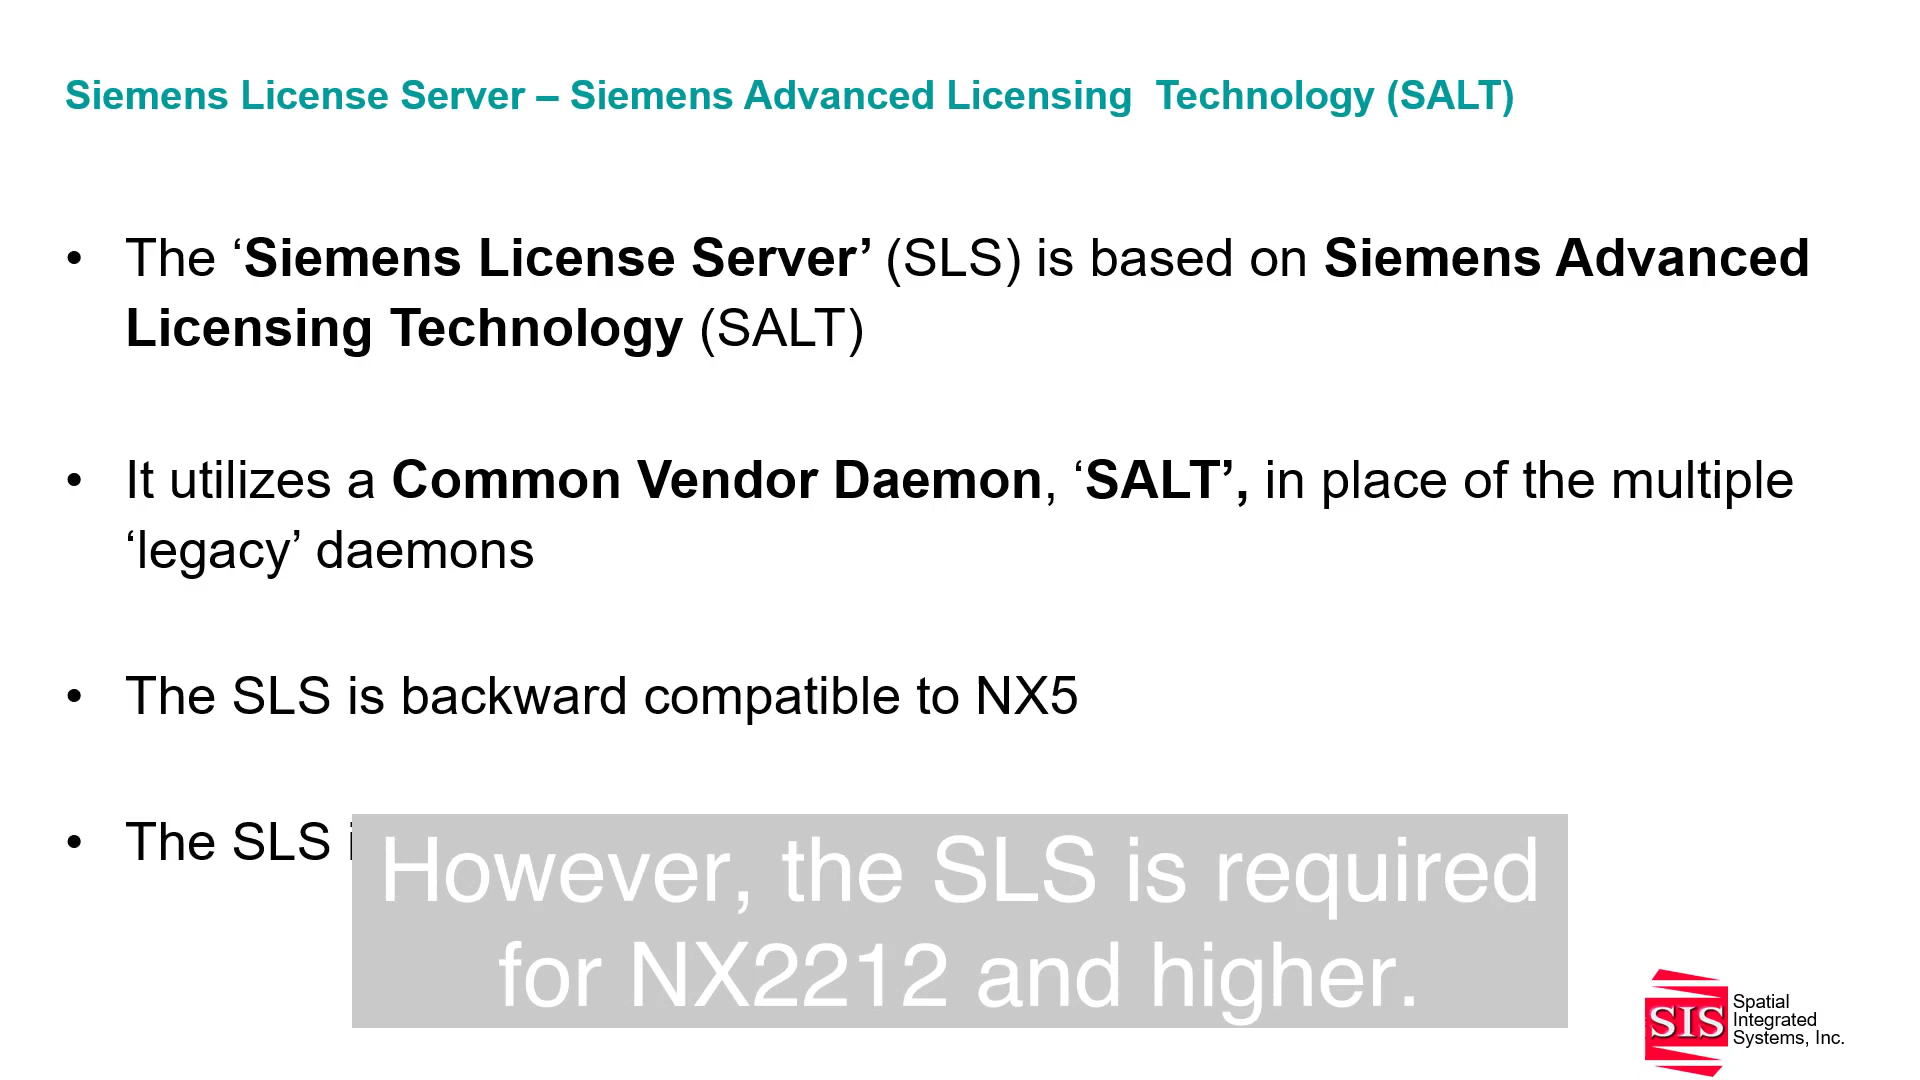 Siemens License Server – Siemens Advanced Licensing Technology (SALT)
• The ‘Siemens License Server’ (SLS) is based on Siemens Advanced
Licensing Technology (SALT)
• It utilizes a Common Vendor Daemon, ‘SALT’, in place of the multiple
‘legacy’ daemons
• The SLS is backward compatible to NX5
• The SLS
However, the SLS is required
for NX2212 and higher.
SIS
Spatial
Integrated
Systems, Inc.